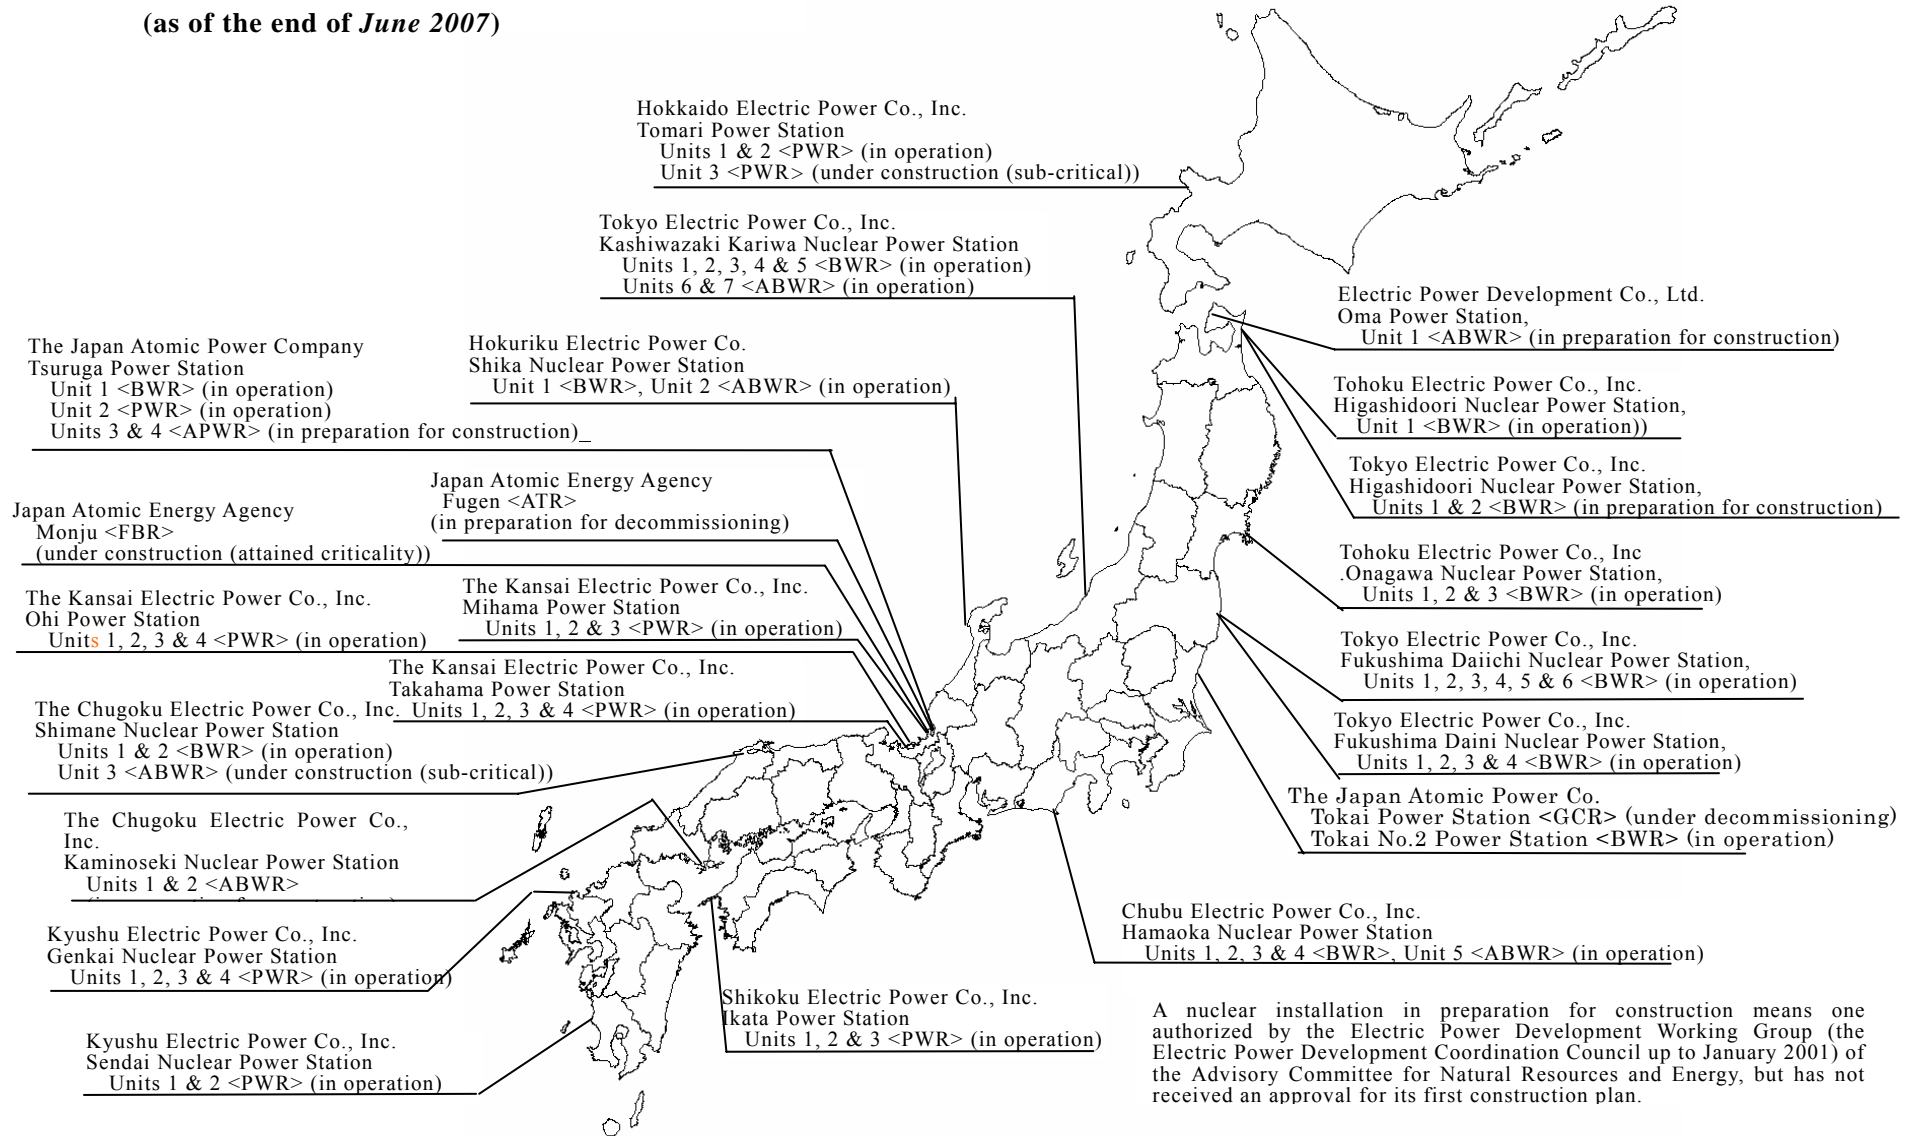 (as of the end of June 2007)
Hokkaido Electric Power Co., Inc.
Tomari Power Station
Units 1 & 2 <PWR> (in operation)
Unit 3 <PWR> (under construction (sub-critical))
Tokyo Electric Power Co., Inc.
Kashiwazaki Kariwa Nuclear Power Station
Units 1, 2, 3, 4 & 5 <BWR> (in operation)
Units 6 & 7 <ABWR> (in operation)
Electric Power Development Co., Ltd.
Oma Power Station,
Unit 1 <ABWR> (in preparation for construction)
The Japan Atomic Power Company
Tsuruga Power Station
Unit 1 <BWR> (in operation)
Unit 2 <PWR> (in operation)
Units 3 & 4 <APWR> (in preparation for construction)_
Hokuriku Electric Power Co.
Shika Nuclear Power Station
Unit 1 <BWR>, Unit 2 <ABWR> (in operation)
Tohoku Electric Power Co., Inc.
Higashidoori Nuclear Power Station,
Unit 1 <BWR> (in operation))
Tokyo Electric Power Co., Inc.
Higashidoori Nuclear Power Station,
Units 1 & 2 <BWR> (in preparation for construction)
Japan Atomic Energy Agency
Fugen <ATR>
(in preparation for decommissioning)
Japan Atomic Energy Agency
Monju <FBR>
(under construction (attained criticality))
Tohoku Electric Power Co., Inc
.Onagawa Nuclear Power Station,
Units 1, 2 & 3 <BWR> (in operation)
The Kansai Electric Power Co., Inc.
Mihama Power Station
Units 1, 2 & 3 <PWR> (in operation)
The Kansai Electric Power Co., Inc.
Ohi Power Station
Units 1, 2, 3 & 4 <PWR> (in operation)
Tokyo Electric Power Co., Inc.
Fukushima Daiichi Nuclear Power Station,
Units 1, 2, 3, 4, 5 & 6 <BWR> (in operation)
The Kansai Electric Power Co., Inc.
Takahama Power Station
Units 1, 2, 3 & 4 <PWR> (in operation)
The Chugoku Electric Power Co., Inc.
Shimane Nuclear Power Station
Units 1 & 2 <BWR> (in operation)
Unit 3 <ABWR> (under construction (sub-critical))
Tokyo Electric Power Co., Inc.
Fukushima Daini Nuclear Power Station,
Units 1, 2, 3 & 4 <BWR> (in operation)
The Japan Atomic Power Co.
Tokai Power Station <GCR> (under decommissioning)
Tokai No.2 Power Station <BWR> (in operation)
The Chugoku Electric Power Co.,
Inc.
Kaminoseki Nuclear Power Station
Units 1 & 2 <ABWR>
Chubu Electric Power Co., Inc.
Hamaoka Nuclear Power Station
Units 1, 2, 3 & 4 <BWR>, Unit 5 <ABWR> (in operation)
Kyushu Electric Power Co., Inc.
Genkai Nuclear Power Station
Units 1, 2, 3 & 4 <PWR> (in operation)
Shikoku Electric Power Co., Inc.
Ikata Power Station
Units 1, 2 & 3 <PWR> (in operation)
Kyushu Electric Power Co., Inc.
Sendai Nuclear Power Station
Units 1 & 2 <PWR> (in operation)
A nuclear installation in preparation for construction means one
authorized by the Electric Power Development Working Group (the
Electric Power Development Coordination Council up to January 2001) of
the Advisory Committee for Natural Resources and Energy, but has not
received an approval for its first construction plan.